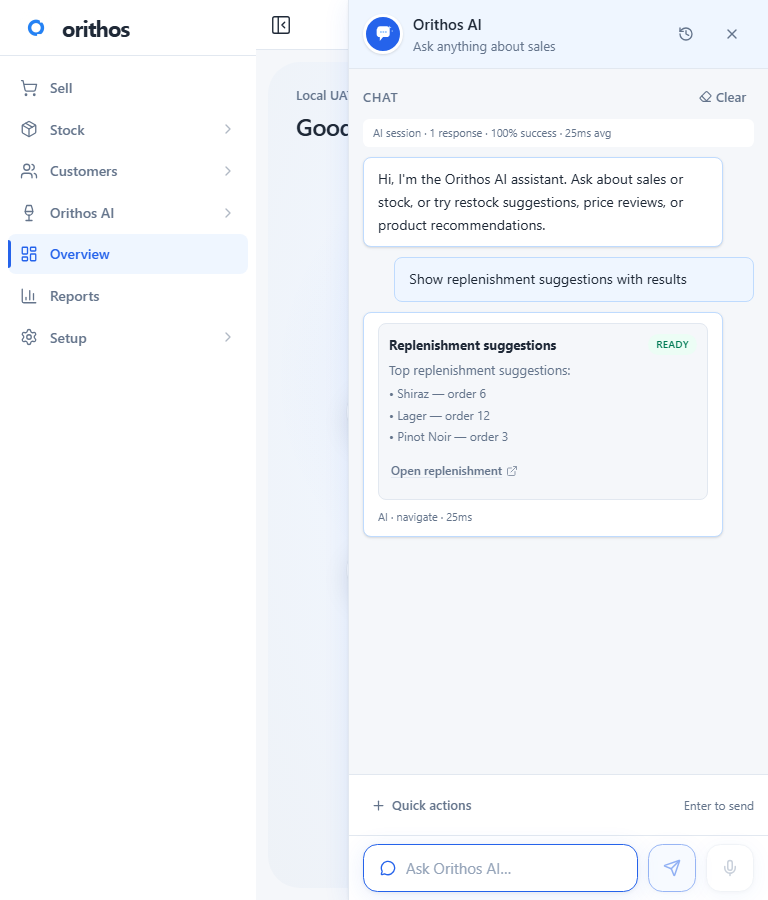 orithos
Sell
Stock
Customers
Orithos AI
Overview
Reports
Setup
Local UA
Good
Orithos AI
Ask anything about sales
CHAT
Clear
AI session · 1 response · 100% success · 25ms avg
Hi, I'm the Orithos AI assistant. Ask about sales or
stock, or try restock suggestions, price reviews, or
product recommendations.
Show replenishment suggestions with results
Replenishment suggestions
READY
Top replenishment suggestions:
• Shiraz — order 6
• Lager — order 12
• Pinot Noir — order 3
Open replenishment
AI · navigate · 25ms
Quick actions
Enter to send
Ask Orithos AI...